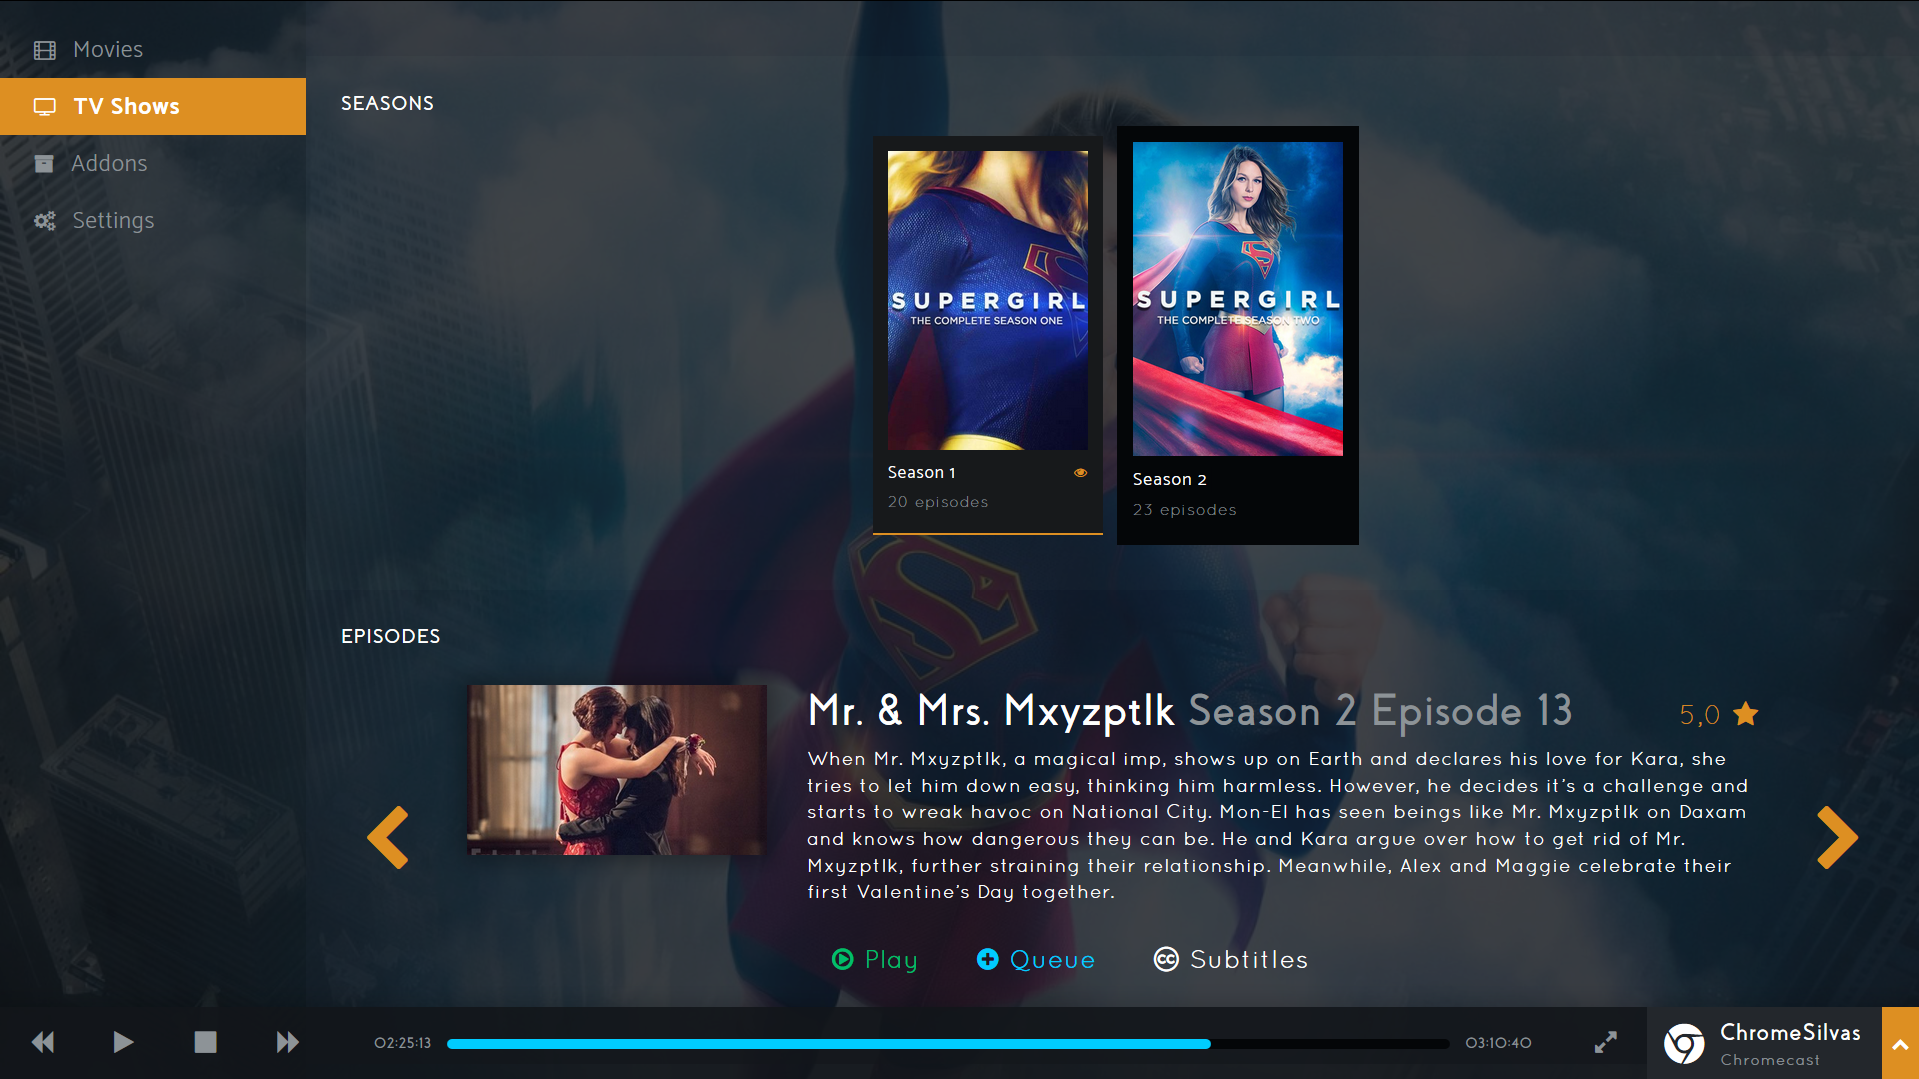 Movies
TV Shows
Addons
Settings
SEASONS
SUPERGIRL
THE COMPLETE SEASON ONE
Season 1
20 episodes
SUPERGIRL
THE COMPLETE SEASON TWO
Season 2
23 episodes
EPISODES
Mr. & Mrs. Mxyzptlk Season 2 Episode 13
5,0
When Mr. Mxyzptlk, a magical imp, shows up on Earth and declares his love for Kara, she
tries to let him down easy, thinking him harmless. However, he decides it’s a challenge and
starts to wreak havoc on National City. Mon-El has seen beings like Mr. Mxyzptlk on Daxam
and knows how dangerous they can be. He and Kara argue over how to get rid of Mr.
Mxyzptlk, further straining their relationship. Meanwhile, Alex and Maggie celebrate their
first Valentine’s Day together.
Play
Queue
CC Subtitles
02:25:13
03:10:40
ChromeSilvas
Chromecast